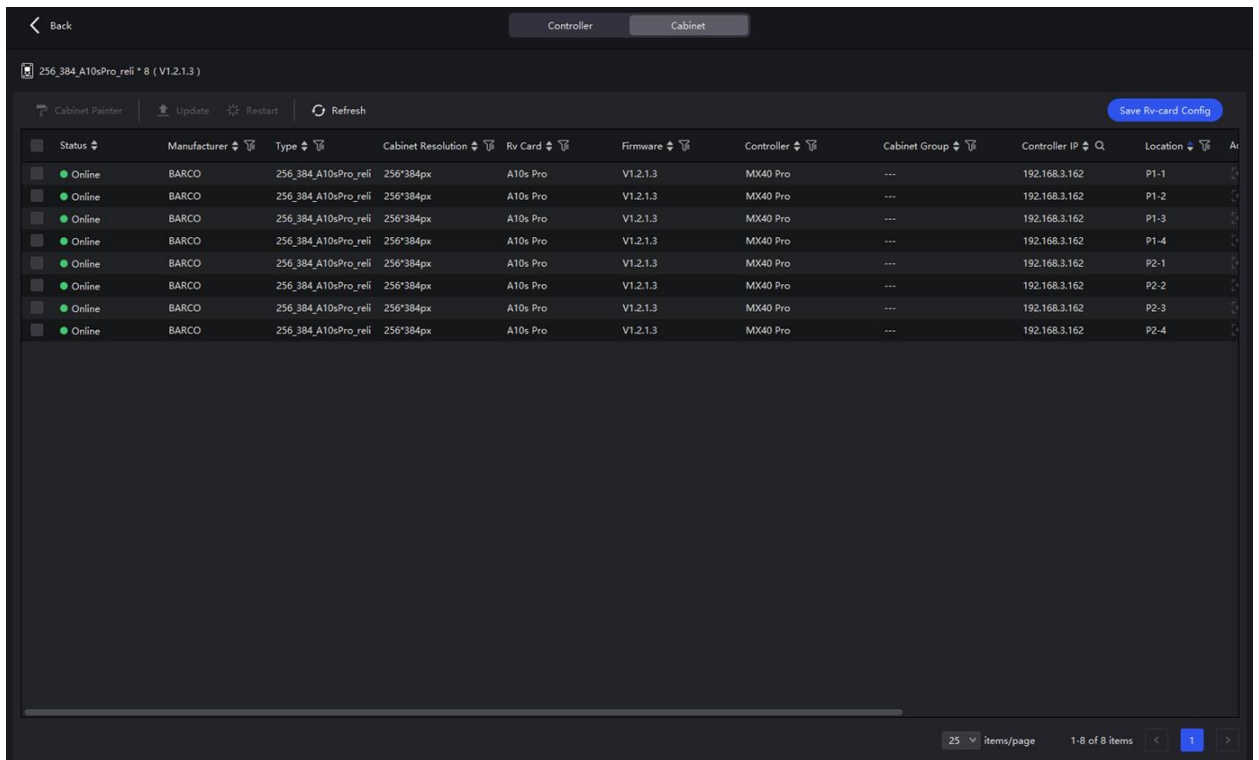 Back Controller Cabinet
256_384_A10sPro_reli * 8 ( V1.2.1.3 )
Cabinet Painter Update Restart Refresh Save Rv-card Config
Status Manufacturer Type Cabinet Resolution Rv Card Firmware Controller Cabinet Group Controller IP Location
Online BARCO 256_384_A10sPro_reli 256*384px A10s Pro V1.2.1.3 MX40 Pro --- 192.168.3.162 P1-1
Online BARCO 256_384_A10sPro_reli 256*384px A10s Pro V1.2.1.3 MX40 Pro --- 192.168.3.162 P1-2
Online BARCO 256_384_A10sPro_reli 256*384px A10s Pro V1.2.1.3 MX40 Pro --- 192.168.3.162 P1-3
Online BARCO 256_384_A10sPro_reli 256*384px A10s Pro V1.2.1.3 MX40 Pro --- 192.168.3.162 P1-4
Online BARCO 256_384_A10sPro_reli 256*384px A10s Pro V1.2.1.3 MX40 Pro --- 192.168.3.162 P2-1
Online BARCO 256_384_A10sPro_reli 256*384px A10s Pro V1.2.1.3 MX40 Pro --- 192.168.3.162 P2-2
Online BARCO 256_384_A10sPro_reli 256*384px A10s Pro V1.2.1.3 MX40 Pro --- 192.168.3.162 P2-3
Online BARCO 256_384_A10sPro_reli 256*384px A10s Pro V1.2.1.3 MX40 Pro --- 192.168.3.162 P2-4
25 items/page 1-8 of 8 items < 1 >